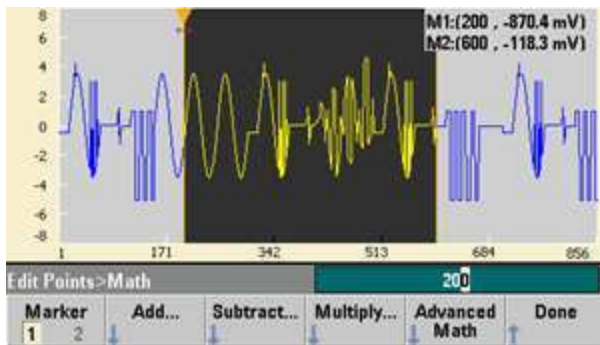 M1:(200 , -870.4 mV)
M2:(600 , -118.3 mV)
8
6
4
2
0
-2
-4
-6
-8
1 171 342 513 684 856
Edit Points>Math 200
Marker Add... Subtract... Multiply... Advanced Math Done
1 2